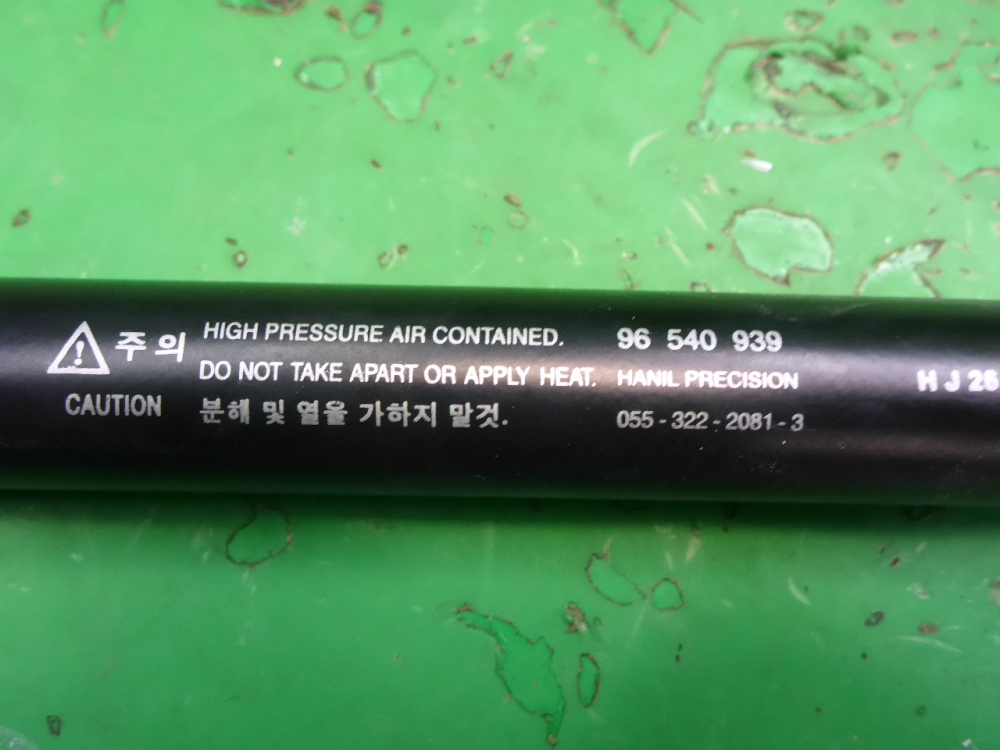 주의
CAUTION
HIGH PRESSURE AIR CONTAINED.
DO NOT TAKE APART OR APPLY HEAT.
분해 및 열을 가하지 말것.
96 540 939
HANIL PRECISION
055-322-2081-3
H J 26